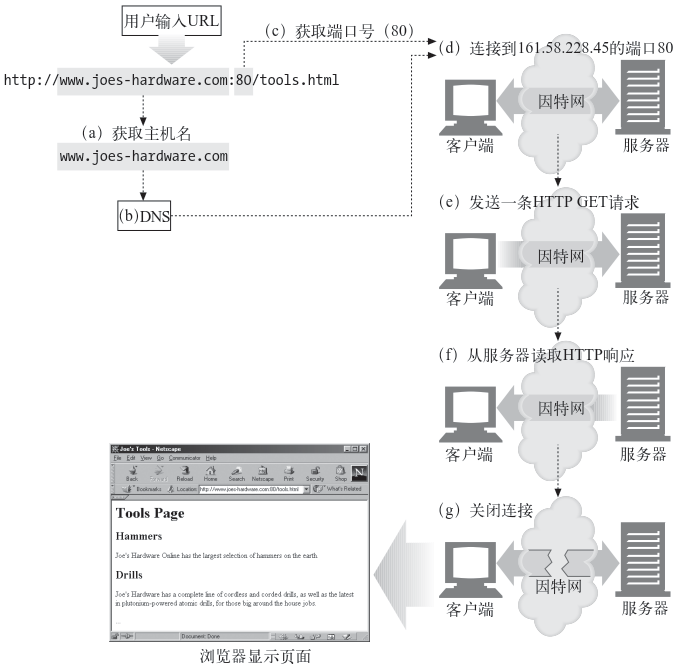 用户输入URL
http://www.joes-hardware.com:80/tools.html
(a) 获取主机名
www.joes-hardware.com
(b)DNS
(c) 获取端口号 (80)
(d) 连接到161.58.228.45的端口80
因特网
客户端
服务器
(e) 发送一条HTTP GET请求
因特网
客户端
服务器
(f) 从服务器读取HTTP响应
因特网
客户端
服务器
(g) 关闭连接
因特网
客户端
服务器
Joe's Tools - Netscape
File Edit View Go Communicator Help
Back Forward Reload Home Search Netscape Print Security Shop
N
Bookmarks Location: http://www.joes-hardware.com:80/tools.html What's Related
Tools Page
Hammers
Joe's Hardware Online has the largest selection of hammers on the earth.
Drills
Joe's Hardware has a complete line of cordless and corded drills, as well as the latest
in plutonium-powered atomic drills, for those big around the house jobs.
...
Document: Done
浏览器显示页面